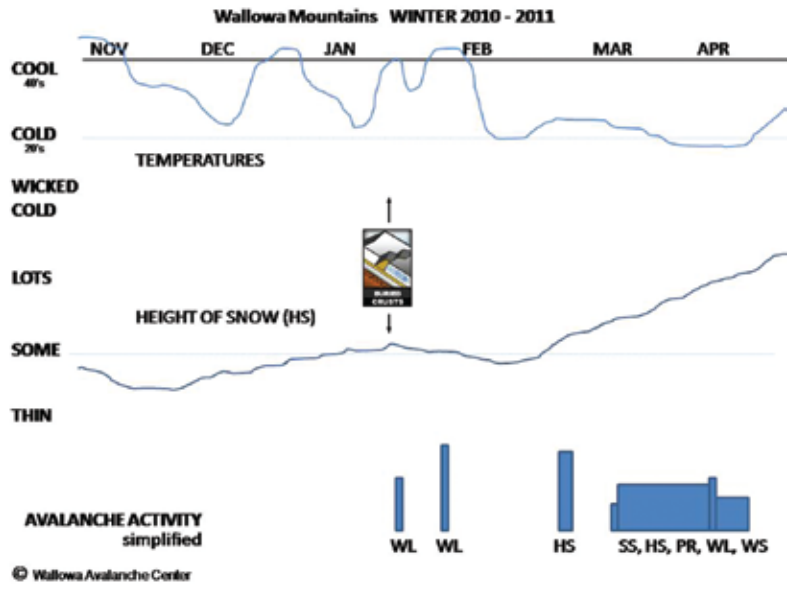 Wallowa Mountains WINTER 2010 - 2011
NOV DEC JAN FEB MAR APR
COOL
40's
COLD
20's
TEMPERATURES
WICKED
COLD
LOTS
BURIED
CRUSTS
HEIGHT OF SNOW (HS)
SOME
THIN
AVALANCHE ACTIVITY
simplified
WL WL HS SS, HS, PR, WL, WS
© Wallowa Avalanche Center